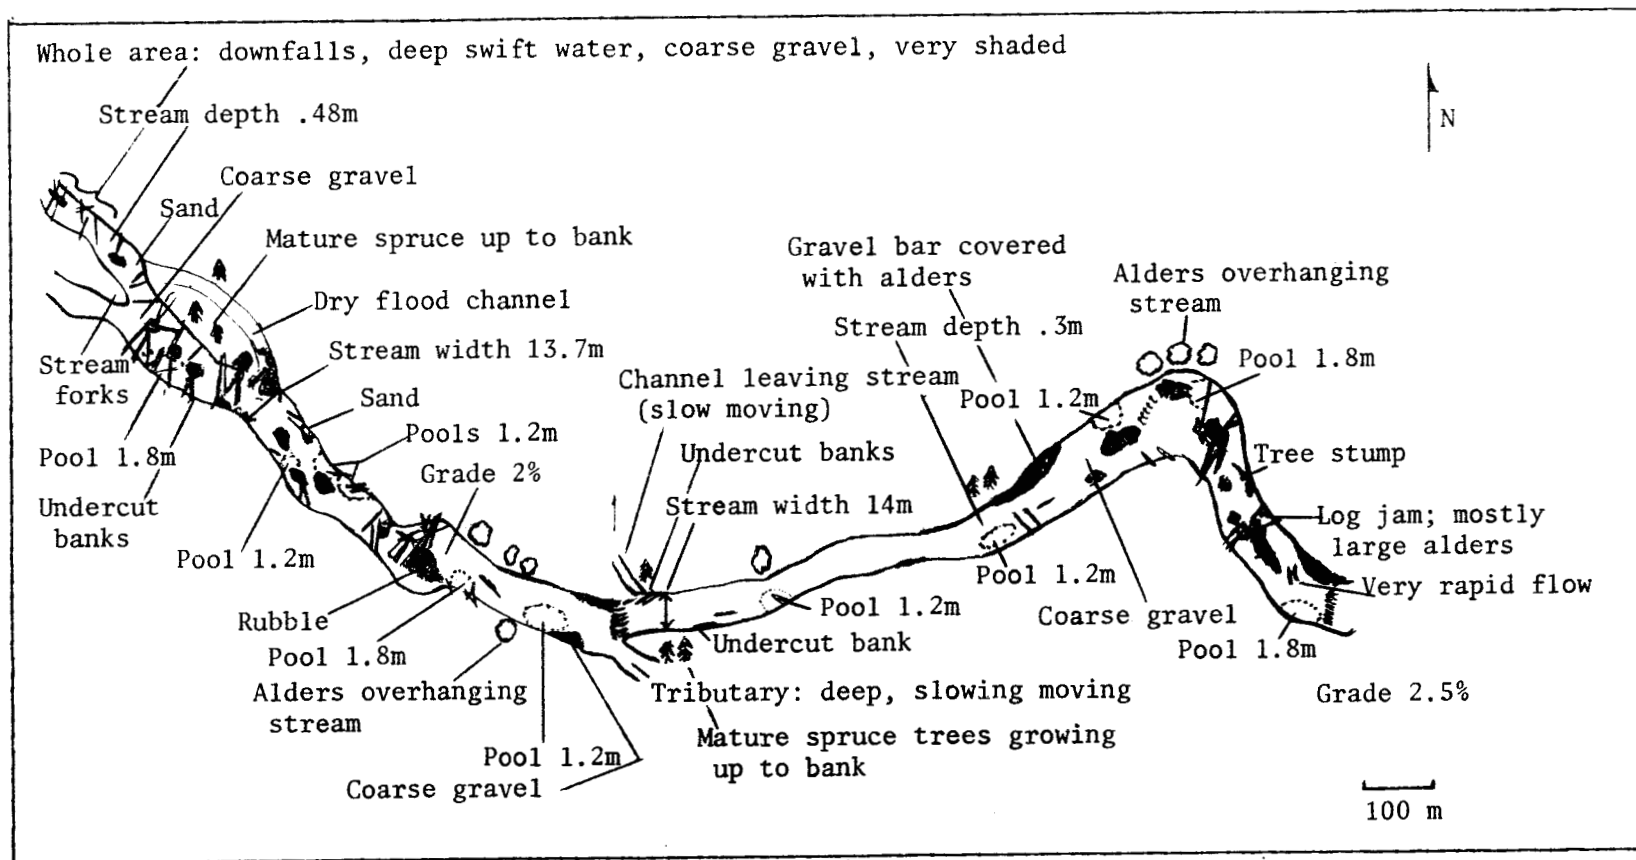 Whole area: downfalls, deep swift water, coarse gravel, very shaded
Stream depth .48m
N
Coarse gravel
Sand
Mature spruce up to bank
Dry flood channel
Stream width 13.7m
Stream
forks
Sand
Pools 1.2m
Pool 1.8m
Grade 2%
Undercut
banks
Pool 1.2m
Gravel bar covered
with alders
Alders overhanging
stream
Stream depth .3m
Channel leaving stream
(slow moving)
Pool 1.2m
Pool 1.8m
Undercut banks
Tree stump
Stream width 14m
Log jam; mostly
large alders
Pool 1.2m
Very rapid flow
Pool 1.2m
Coarse gravel
Rubble
Undercut bank
Pool 1.8m
Pool 1.8m
Alders overhanging
stream
Tributary: deep, slowing moving
Grade 2.5%
Mature spruce trees growing
up to bank
Pool 1.2m
Coarse gravel
100 m